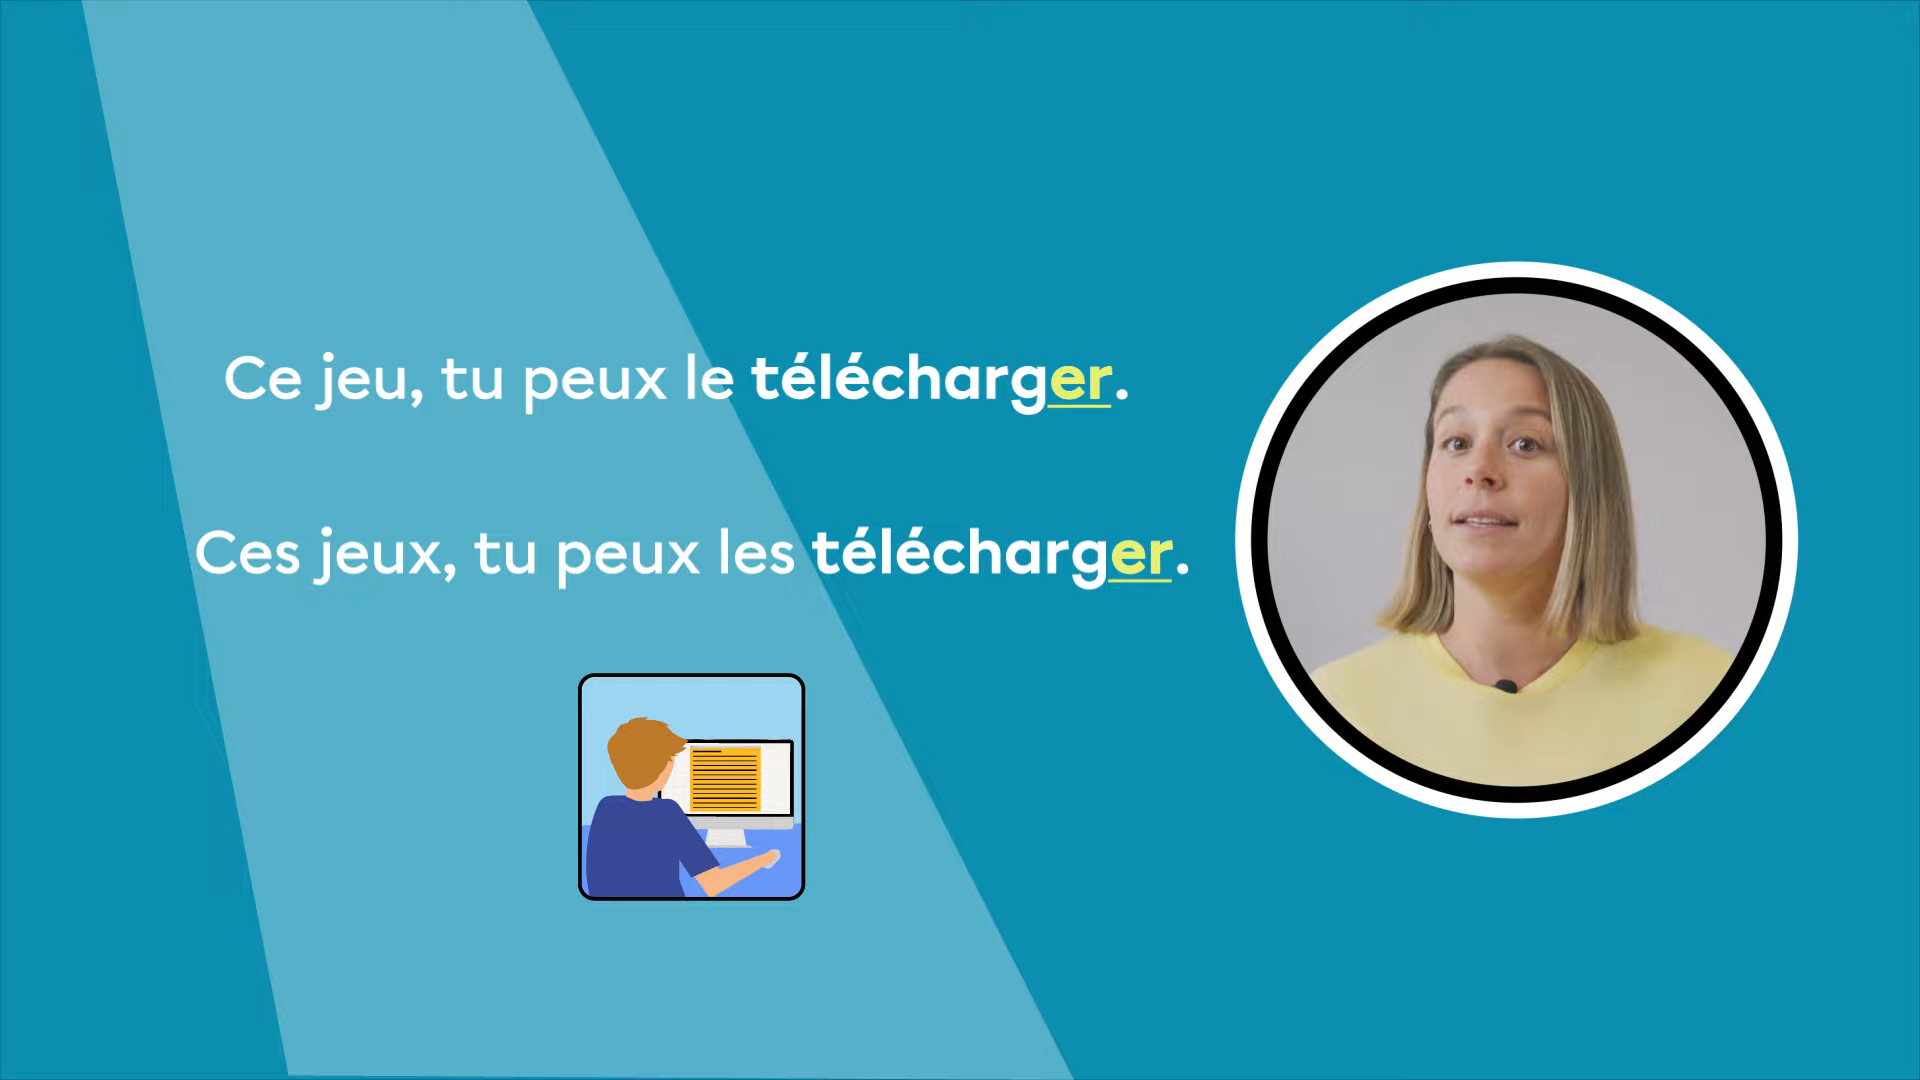 Ce jeu, tu peux le télécharger.
Ces jeux, tu peux les télécharger.